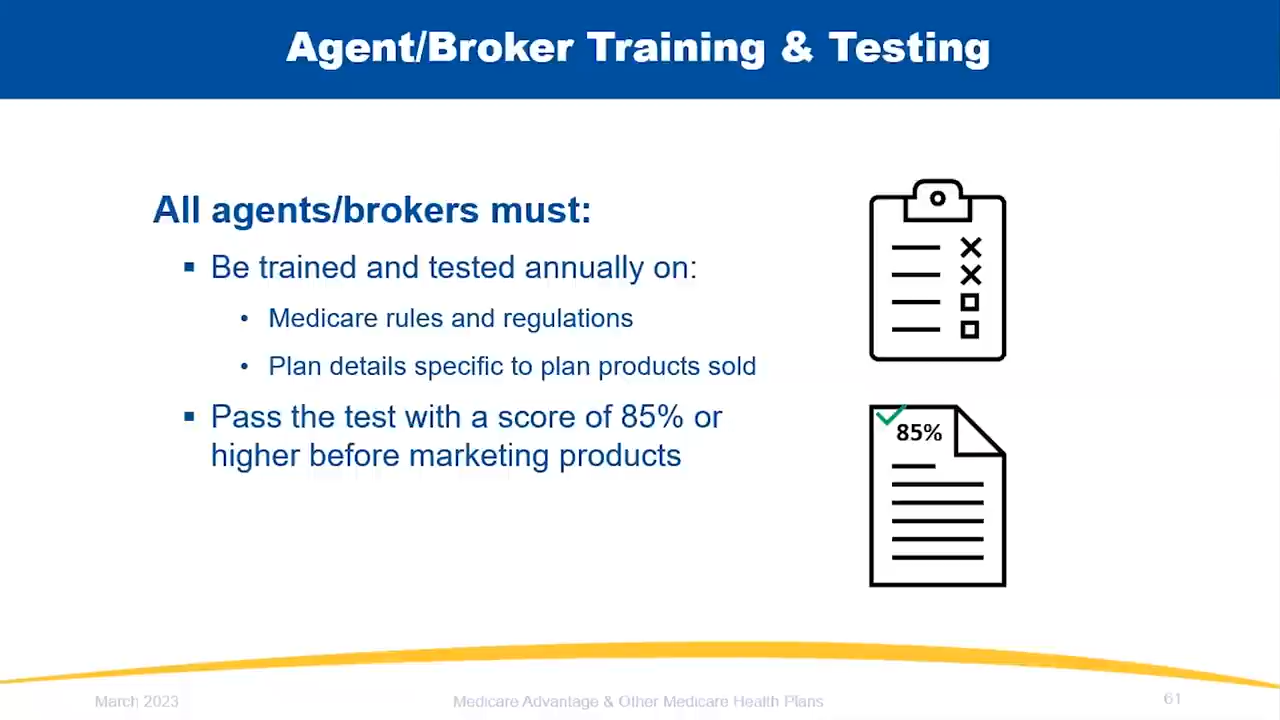 Agent/Broker Training & Testing
All agents/brokers must:
▪ Be trained and tested annually on:
• Medicare rules and regulations
• Plan details specific to plan products sold
▪ Pass the test with a score of 85% or
higher before marketing products
85%
March 2023
Medicare Advantage & Other Medicare Health Plans
61